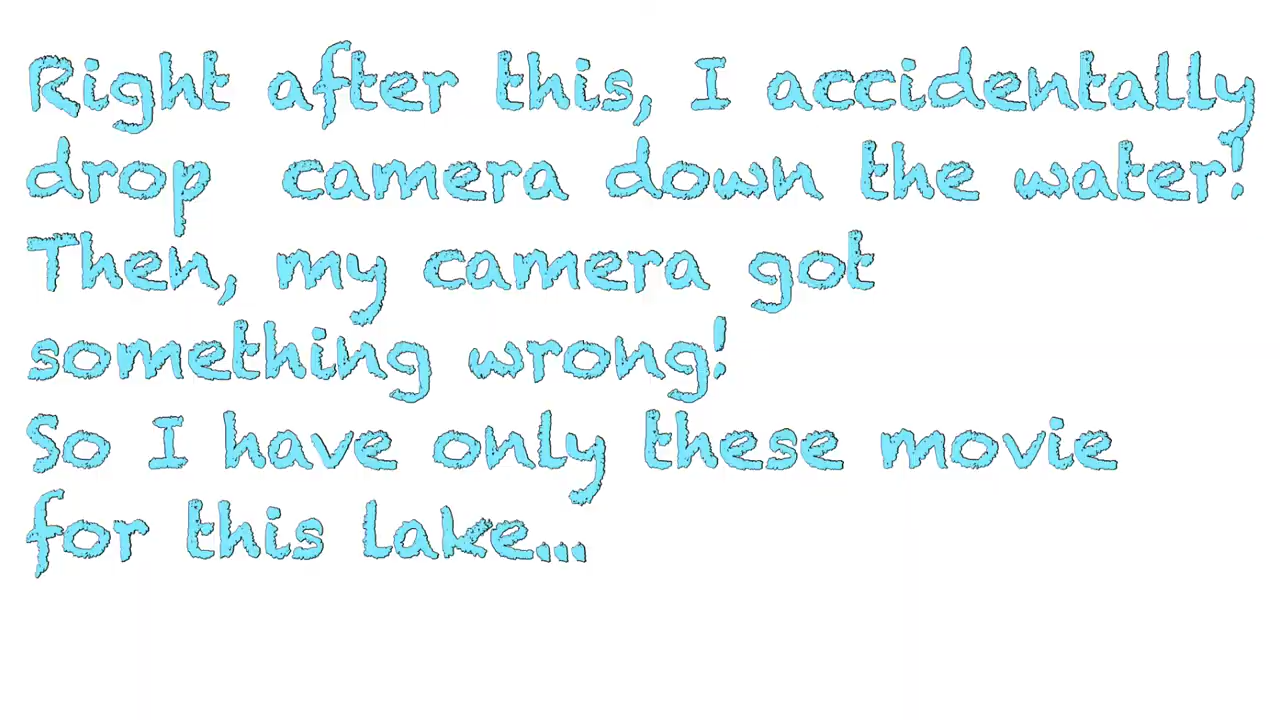 Right after this, I accidentally
drop camera down the water!
Then, my camera got
something wrong!
So I have only these movie
for this lake...